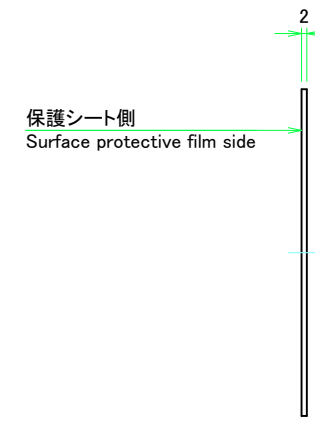 2
保護シート側
Surface protective film side